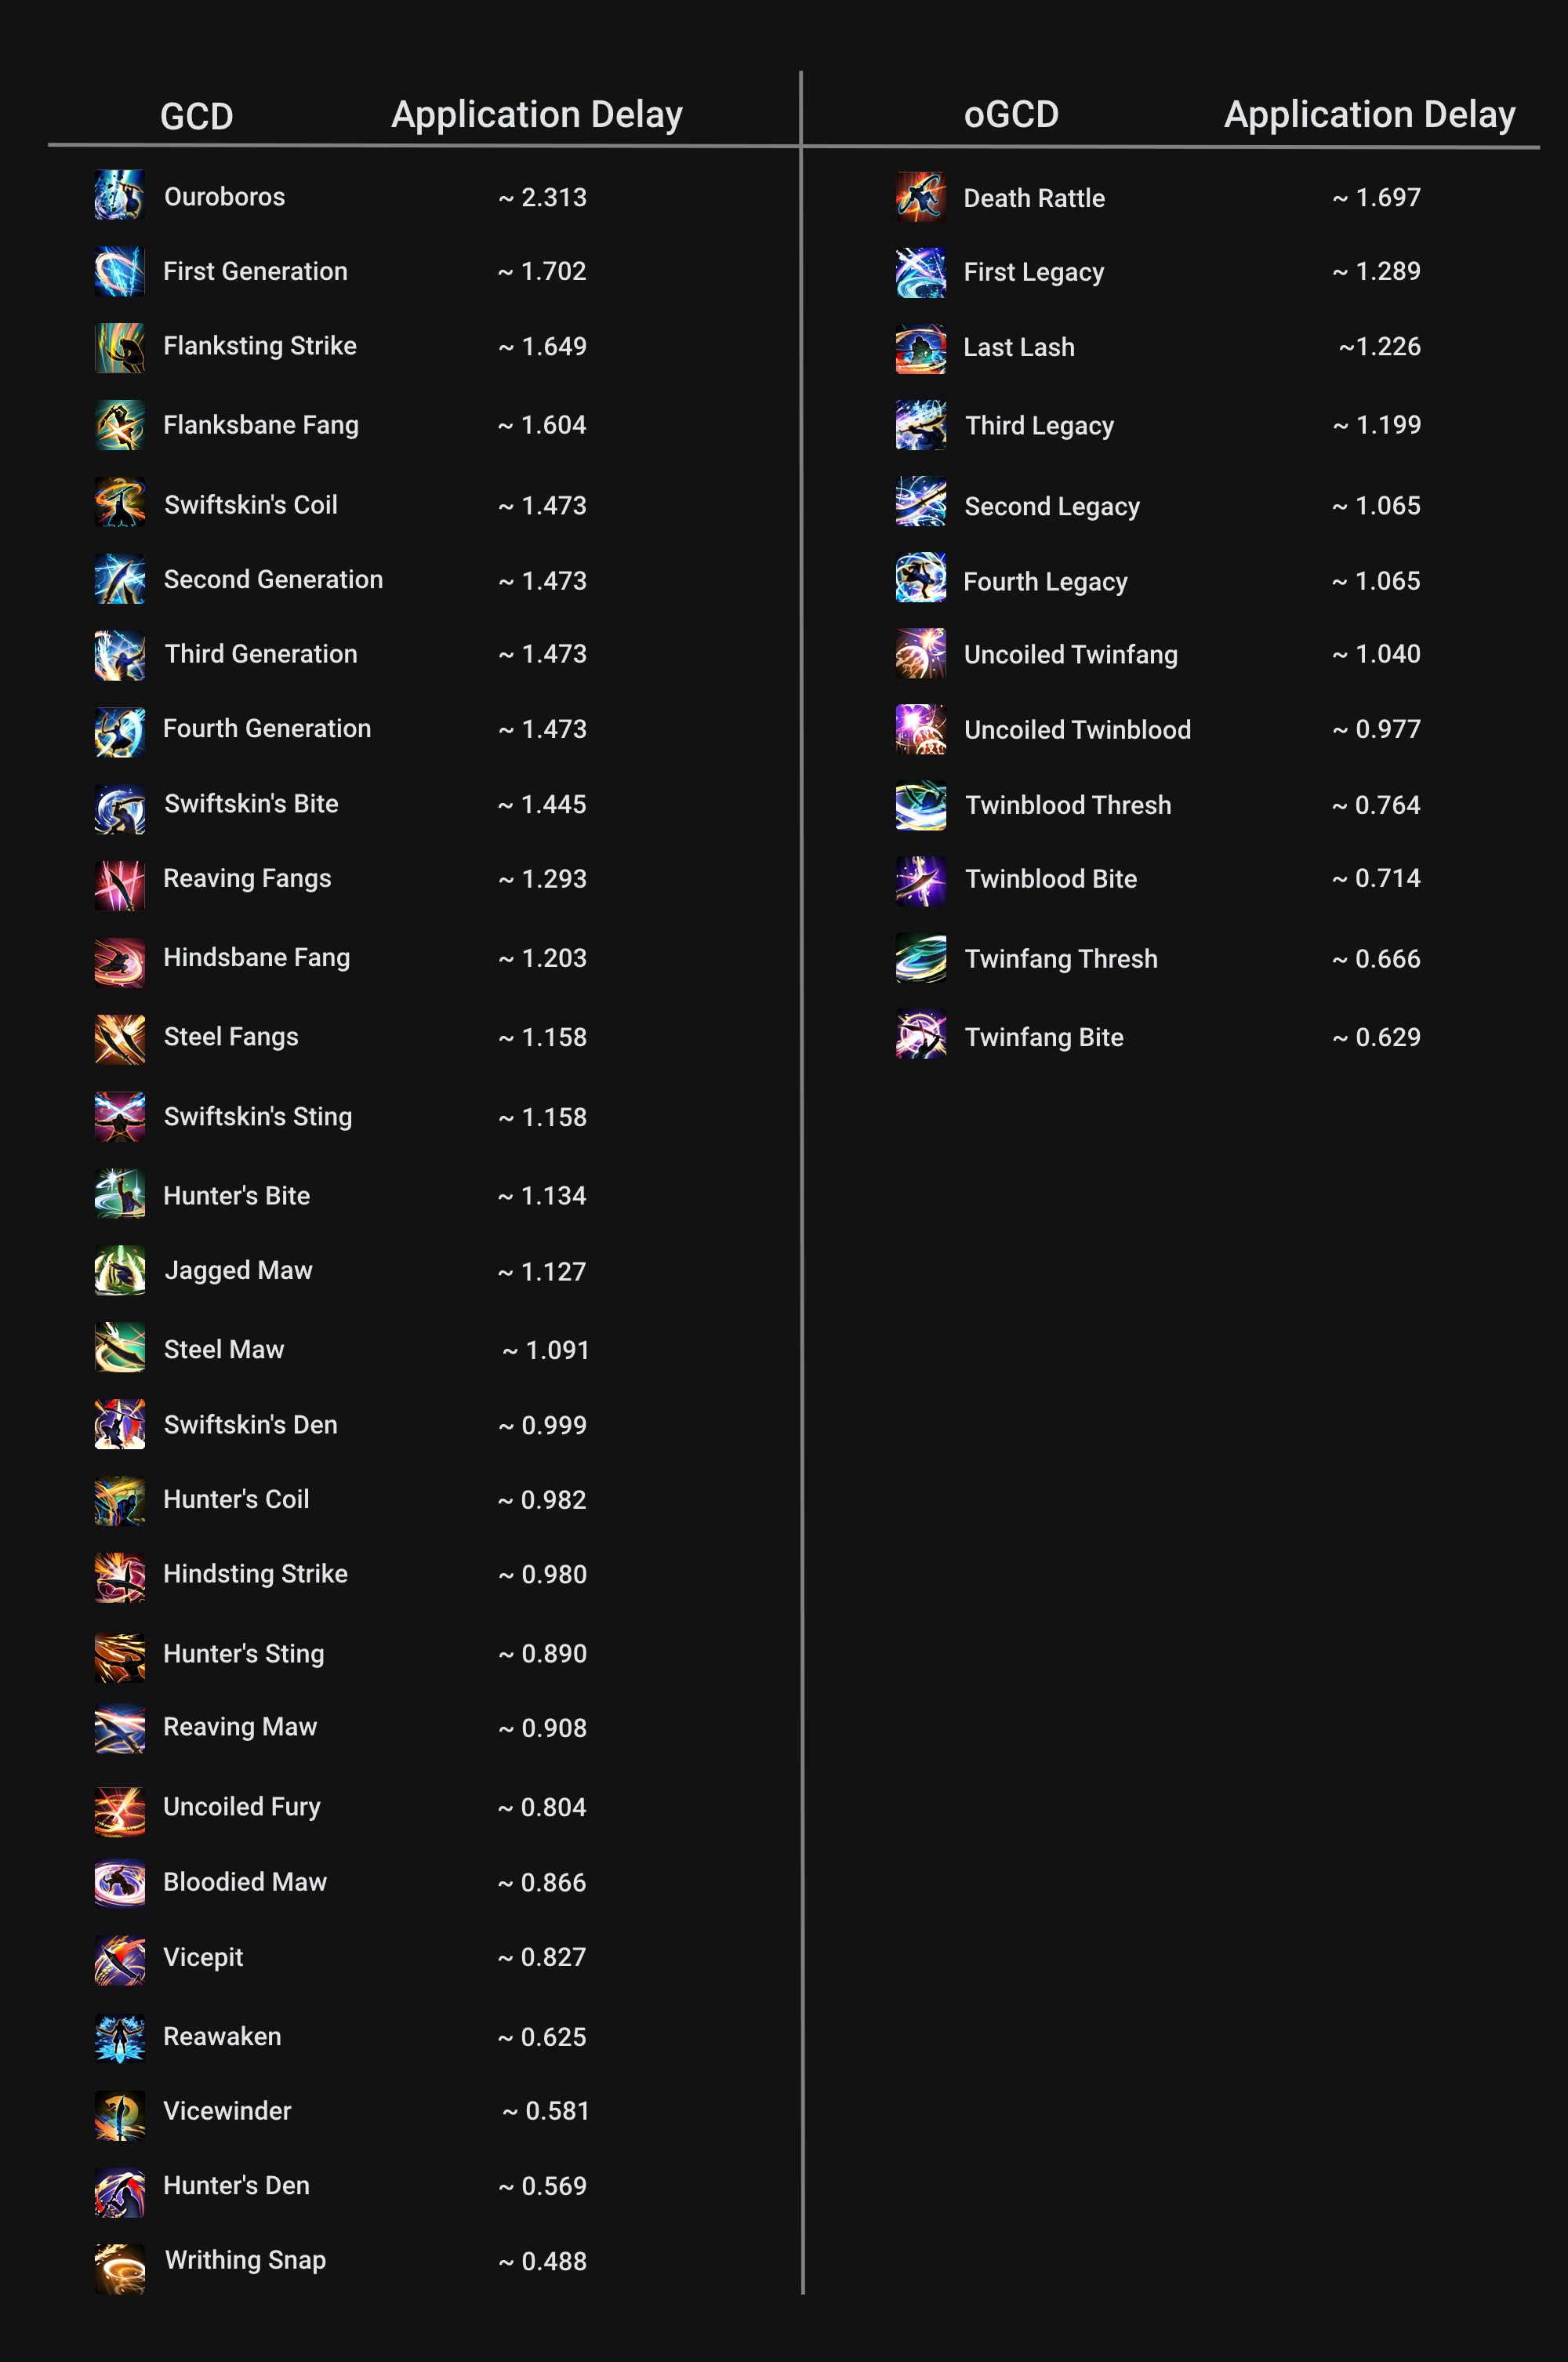 GCD Application Delay oGCD Application Delay
Ouroboros ~ 2.313 Death Rattle ~ 1.697
First Generation ~ 1.702 First Legacy ~ 1.289
Flanksting Strike ~ 1.649 Last Lash ~1.226
Flanksbane Fang ~ 1.604 Third Legacy ~ 1.199
Swiftskin's Coil ~ 1.473 Second Legacy ~ 1.065
Second Generation ~ 1.473 Fourth Legacy ~ 1.065
Third Generation ~ 1.473 Uncoiled Twinfang ~ 1.040
Fourth Generation ~ 1.473 Uncoiled Twinblood ~ 0.977
Swiftskin's Bite ~ 1.445 Twinblood Thresh ~ 0.764
Reaving Fangs ~ 1.293 Twinblood Bite ~ 0.714
Hindsbane Fang ~ 1.203 Twinfang Thresh ~ 0.666
Steel Fangs ~ 1.158 Twinfang Bite ~ 0.629
Swiftskin's Sting ~ 1.158
Hunter's Bite ~ 1.134
Jagged Maw ~ 1.127
Steel Maw ~ 1.091
Swiftskin's Den ~ 0.999
Hunter's Coil ~ 0.982
Hindsting Strike ~ 0.980
Hunter's Sting ~ 0.890
Reaving Maw ~ 0.908
Uncoiled Fury ~ 0.804
Bloodied Maw ~ 0.866
Vicepit ~ 0.827
Reawaken ~ 0.625
Vicewinder ~ 0.581
Hunter's Den ~ 0.569
Writhing Snap ~ 0.488